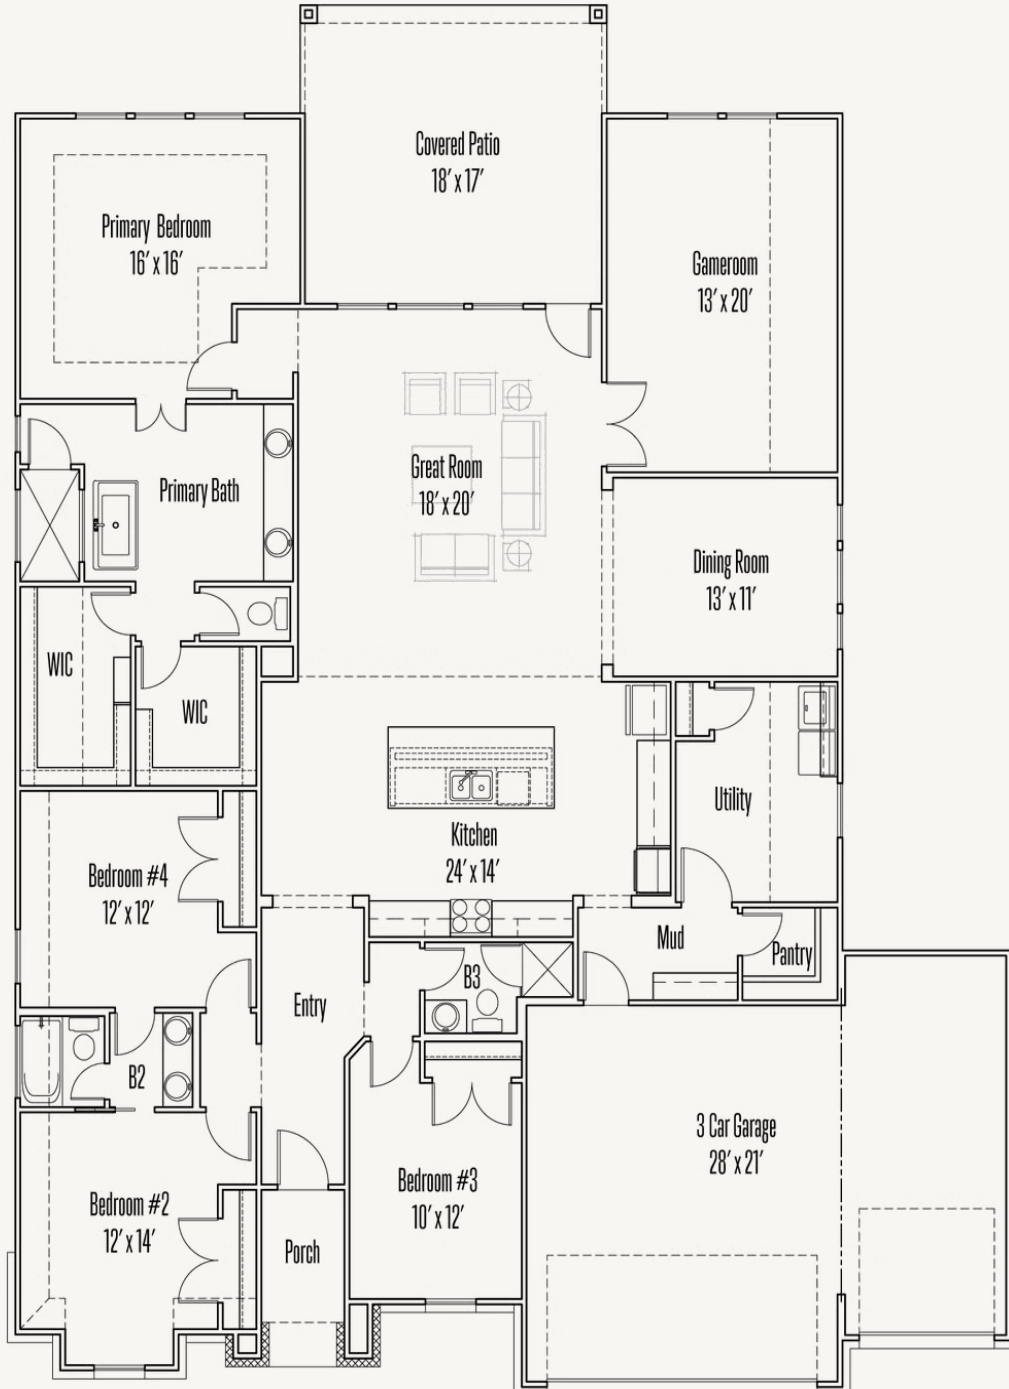 Covered Patio
18' x 17'
Primary Bedroom
16' x 16'
Gameroom
13' x 20'
Great Room
18' x 20'
Primary Bath
Dining Room
13' x 11'
WIC
WIC
Utility
Kitchen
24' x 14'
Bedroom #4
12' x 12'
Mud
Pantry
B3
Entry
B2
3 Car Garage
28' x 21'
Bedroom #3
10' x 12'
Bedroom #2
12' x 14'
Porch